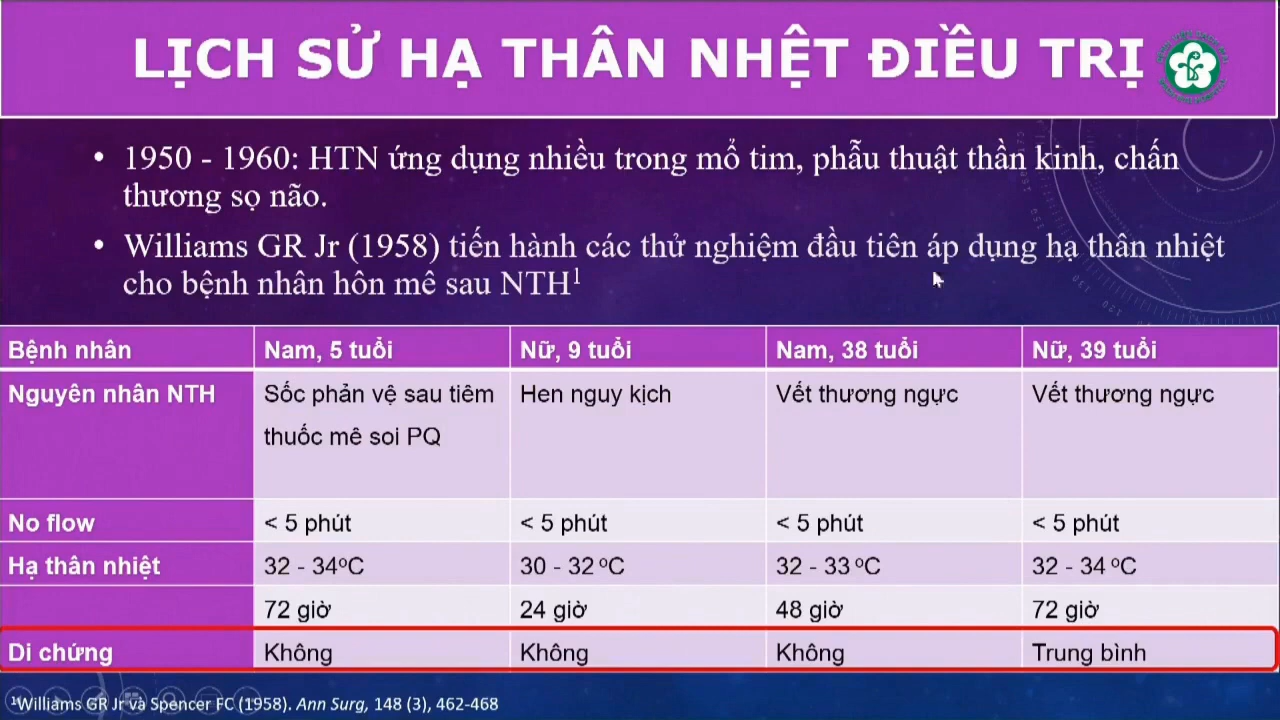 LỊCH SỬ HẠ THÂN NHỆT ĐIỀU TRỊ
• 1950 - 1960: HTN ứng dụng nhiều trong mổ tim, phẫu thuật thần kinh, chấn
thương sọ não.
• Williams GR Jr (1958) tiến hành các thử nghiệm đầu tiên áp dụng hạ thân nhiệt
cho bệnh nhân hôn mê sau NTH¹
Bệnh nhân Nam, 5 tuổi Nữ, 9 tuổi Nam, 38 tuổi Nữ, 39 tuổi
Nguyên nhân NTH Sốc phản vệ sau tiêm Hen nguy kịch Vết thương ngực Vết thương ngực
thuốc mê soi PQ
No flow < 5 phút < 5 phút < 5 phút < 5 phút
Hạ thân nhiệt 32 - 34ºC 30 - 32 ºC 32 - 33 ºC 32 - 34 ºC
72 giờ 24 giờ 48 giờ 72 giờ
Di chứng Không Không Không Trung bình
¹Williams GR Jr và Spencer FC (1958). Ann Surg, 148 (3), 462-468